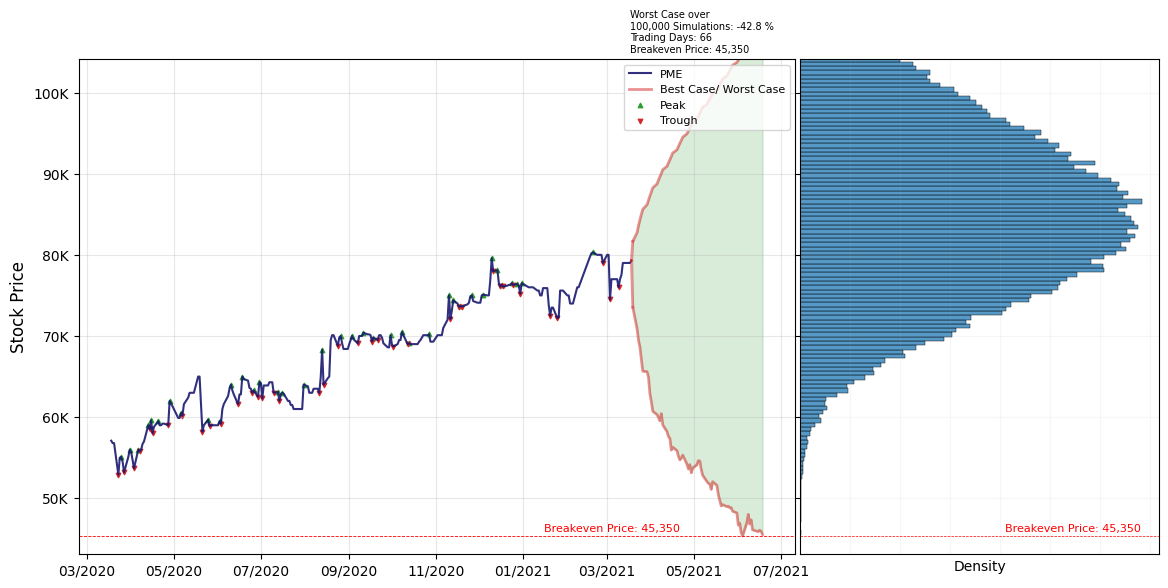 Worst Case over
100,000 Simulations: -42.8 %
Trading Days: 66
Breakeven Price: 45,350
PME
Best Case/ Worst Case
Peak
Trough
100K
90K
80K
70K
60K
50K
Stock Price
Breakeven Price: 45,350
Breakeven Price: 45,350
03/2020
05/2020
07/2020
09/2020
11/2020
01/2021
03/2021
05/2021
07/2021
Density